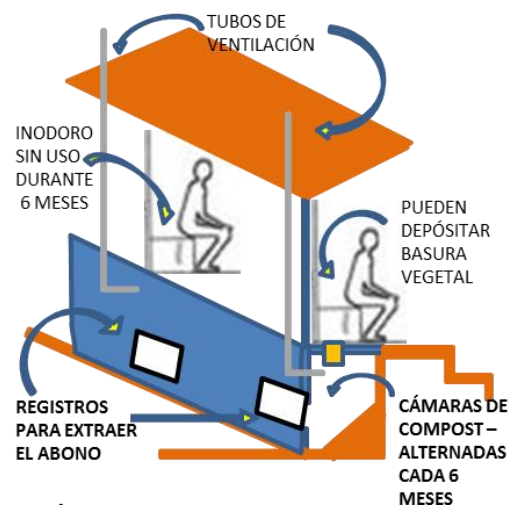 TUBOS DE
VENTILACIÓN
INODORO
SIN USO
DURANTE
6 MESES
PUEDEN
DEPÓSITAR
BASURA
VEGETAL
REGISTROS
PARA EXTRAER
EL ABONO
CÁMARAS DE
COMPOST –
ALTERNADAS
CADA 6
MESES